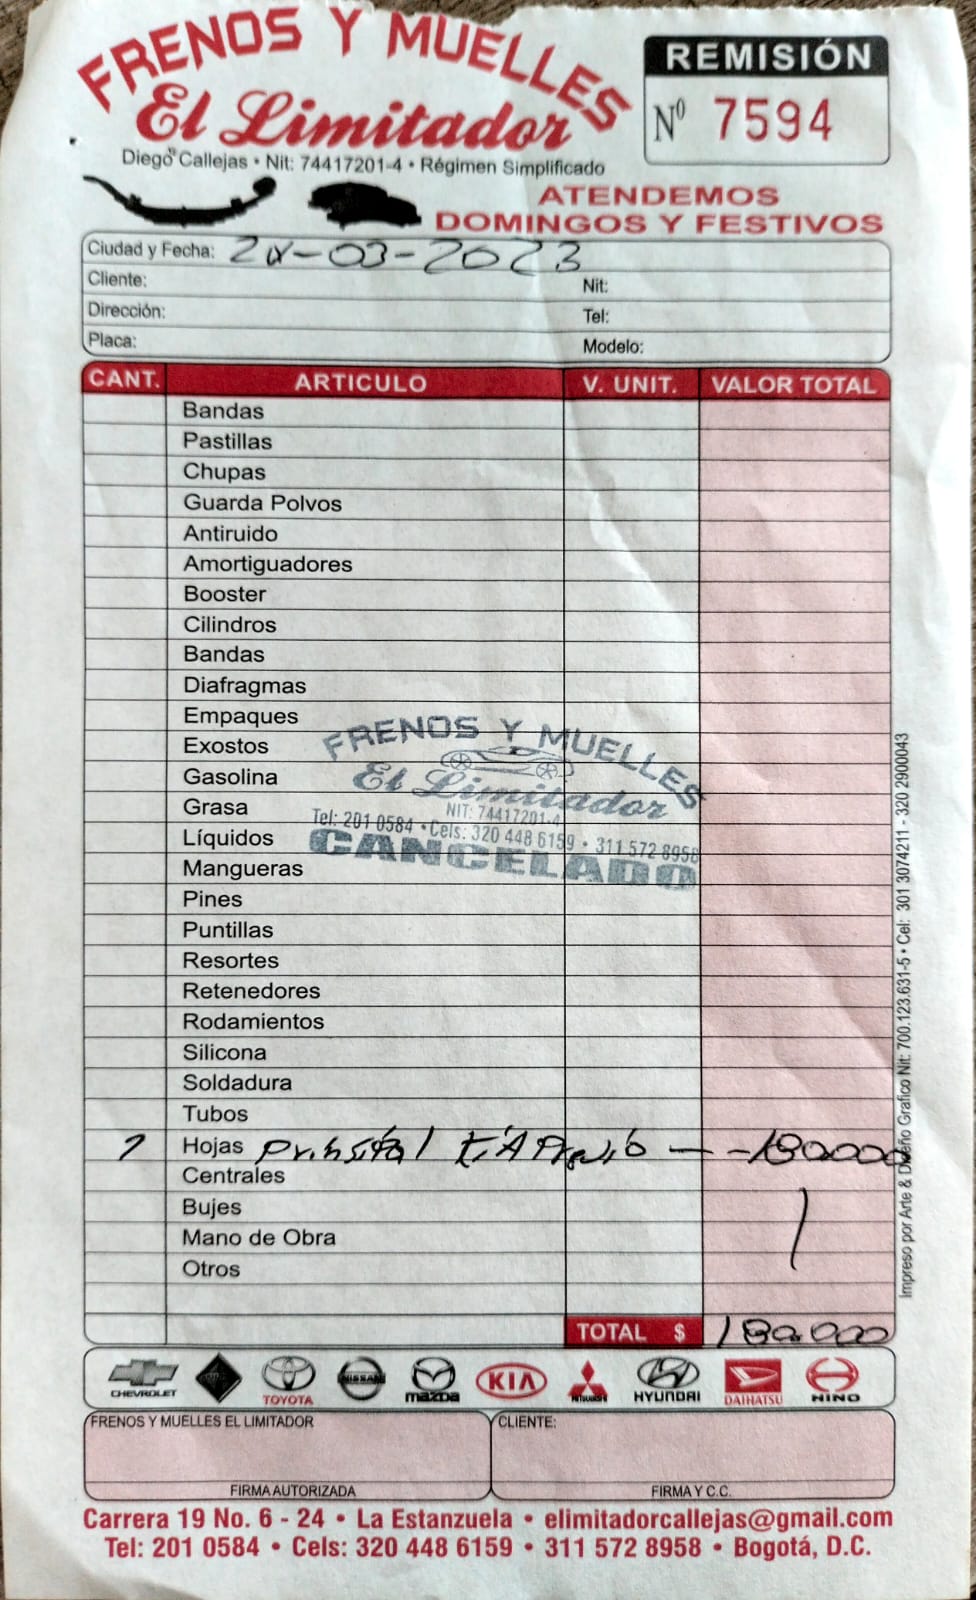 FRENOS Y MUELLES
El Limitador
Diego Callejas • Nit: 74417201-4 • Régimen Simplificado
REMISIÓN
Nº 7594
ATENDEMOS
DOMINGOS Y FESTIVOS
Ciudad y Fecha: -03-2023
Cliente: Nit:
Dirección: Tel:
Placa: Modelo:
CANT. ARTICULO V. UNIT. VALOR TOTAL
Bandas
Pastillas
Chupas
Guarda Polvos
Antiruido
Amortiguadores
Booster
Cilindros
Bandas
Diafragmas
Empaques
Exostos
Gasolina
Grasa
Líquidos
Mangueras
Pines
Puntillas
Resortes
Retenedores
Rodamientos
Silicona
Soldadura
Tubos
Hojas
Centrales
Bujes
Mano de Obra
Otros
TOTAL $ 180.000
FRENOS Y MUELLES
El Limitador
NIT: 74417201-4
Tel: 201 0584 • Cels: 320 448 6159 • 311 572 8958
CANCELADO
Impreso por Arte & Diseño Grafico Nit: 700.123.631-5 • Cel: 301 3074211 - 320 2900043
CHEVROLET TOYOTA NISSAN mazda KIA MITSUBISHI HYUNDAI DAIHATSU HINO
FRENOS Y MUELLES EL LIMITADOR CLIENTE:
FIRMA AUTORIZADA FIRMA Y C.C.
Carrera 19 No. 6 - 24 • La Estanzuela • elimitadorcallejas@gmail.com
Tel: 201 0584 • Cels: 320 448 6159 • 311 572 8958 • Bogotá, D.C.